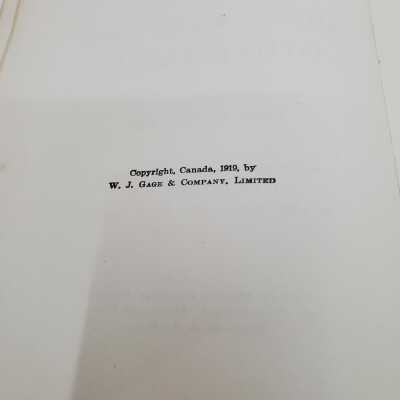 Copyright, Canada, 1919, by
W. J. GAGE & COMPANY, LIMITED